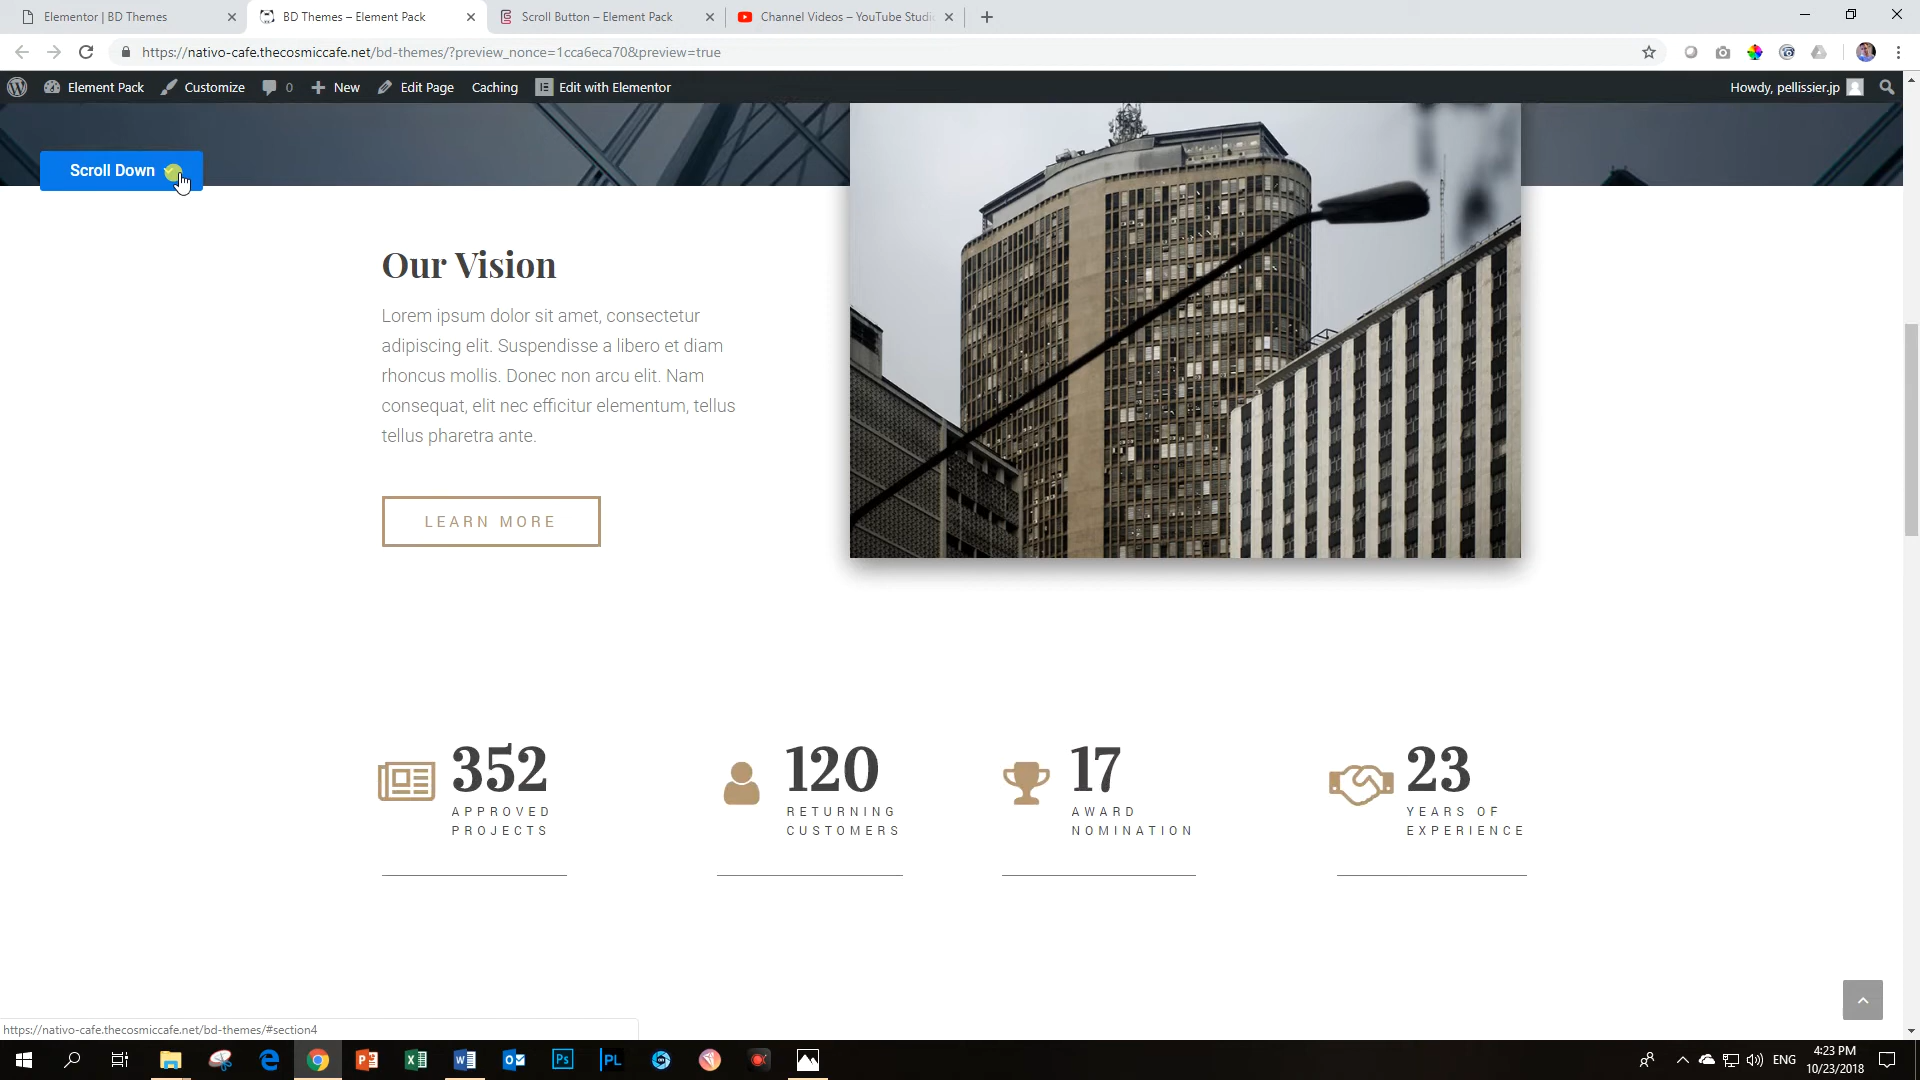 Elementor | BD Themes
BD Themes – Element Pack
Scroll Button – Element Pack
Channel Videos – YouTube Studi
https://nativo-cafe.thecosmiccafe.net/bd-themes/?preview_nonce=1cca6eca70&preview=true
Element Pack
Customize
0
New
Edit Page
Caching
Edit with Elementor
Howdy, pellissier.jp
Scroll Down
Our Vision
Lorem ipsum dolor sit amet, consectetur
adipiscing elit. Suspendisse a libero et diam
rhoncus mollis. Donec non arcu elit. Nam
consequat, elit nec efficitur elementum, tellus
tellus pharetra ante.
LEARN MORE
352
APPROVED
PROJECTS
120
RETURNING
CUSTOMERS
17
AWARD
NOMINATION
23
YEARS OF
EXPERIENCE
https://nativo-cafe.thecosmiccafe.net/bd-themes/#section4
Ps
PL
ENG
4:23 PM
10/23/2018